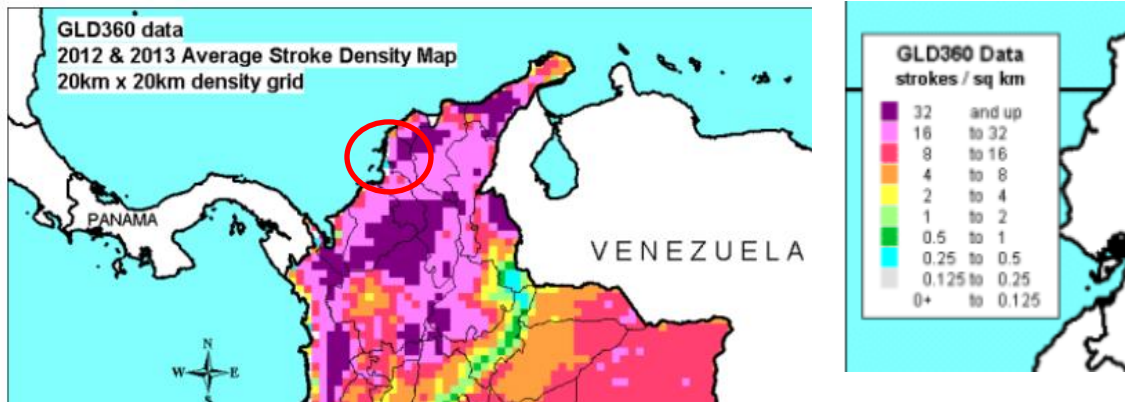 GLD360 data
2012 & 2013 Average Stroke Density Map
20km x 20km density grid
PANAMA
VENEZUELA
N
W E
S
GLD360 Data
strokes / sq km
32 and up
16 to 32
8 to 16
4 to 8
2 to 4
1 to 2
0.5 to 1
0.25 to 0.5
0.125 to 0.25
0+ to 0.125